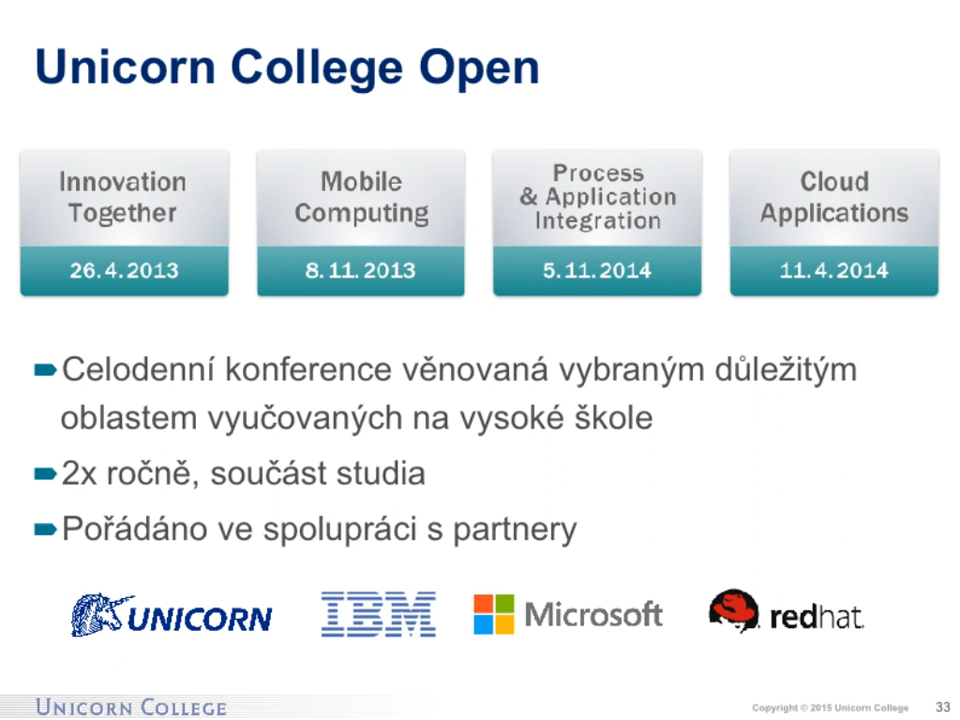 Unicorn College Open
Innovation
Together
26. 4. 2013
Mobile
Computing
8. 11. 2013
Process
& Application
Integration
5. 11. 2014
Cloud
Applications
11. 4. 2014
Celodenní konference věnovaná vybraným důležitým
oblastem vyučovaných na vysoké škole
2x ročně, součást studia
Pořádáno ve spolupráci s partnery
UNICORN
IBM
Microsoft
redhat.
UNICORN COLLEGE
Copyright © 2015 Unicorn College
33